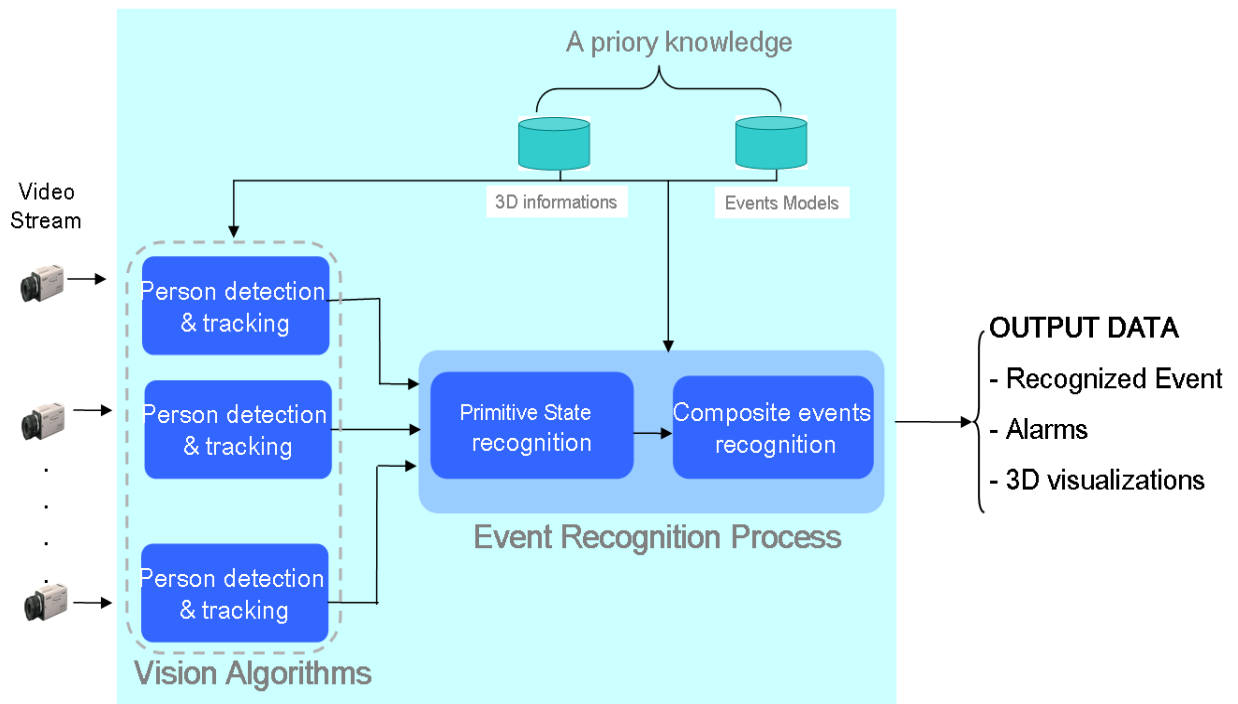 A priory knowledge
3D informations
Events Models
Video
Stream
Person detection
& tracking
Person detection
& tracking
Person detection
& tracking
Vision Algorithms
Primitive State
recognition
Composite events
recognition
Event Recognition Process
OUTPUT DATA
- Recognized Event
- Alarms
- 3D visualizations